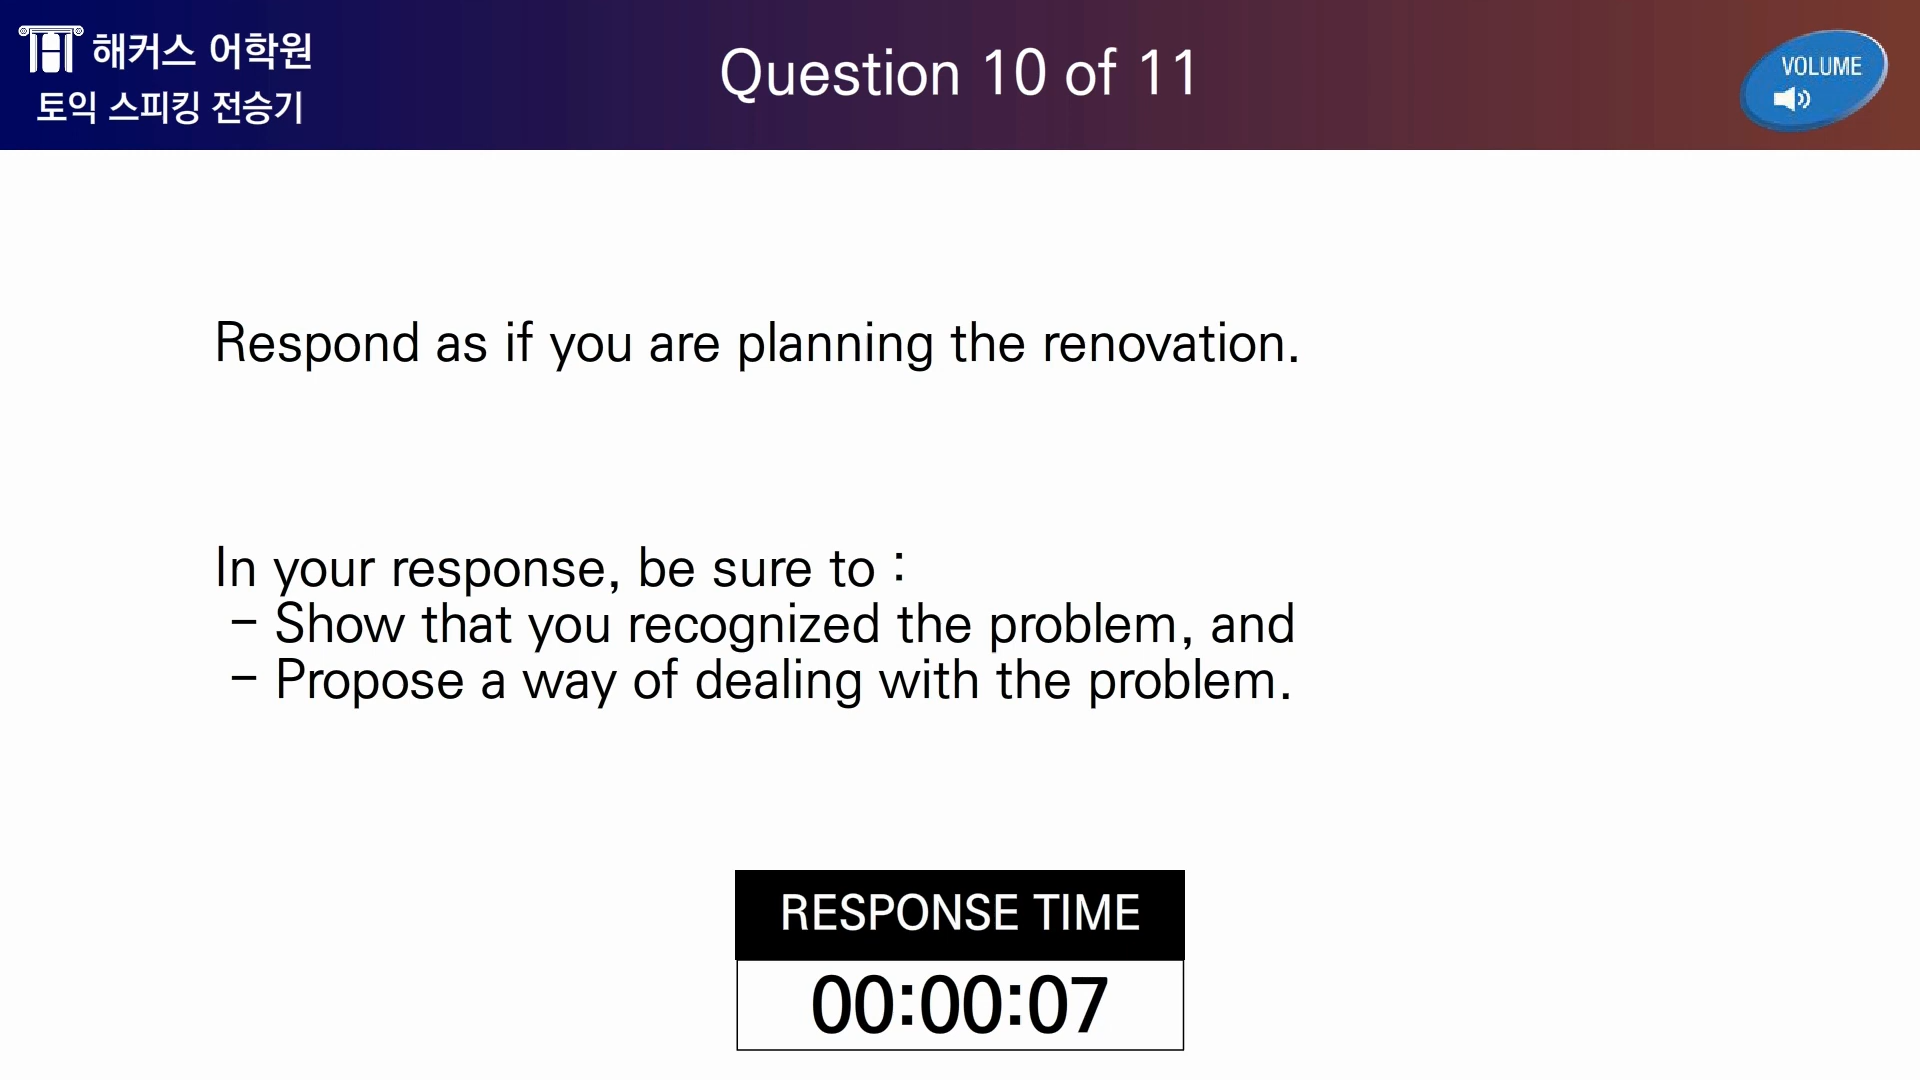 해커스 어학원
토익 스피킹 전승기
Question 10 of 11
VOLUME
Respond as if you are planning the renovation.
In your response, be sure to :
- Show that you recognized the problem, and
- Propose a way of dealing with the problem.
RESPONSE TIME
00:00:07